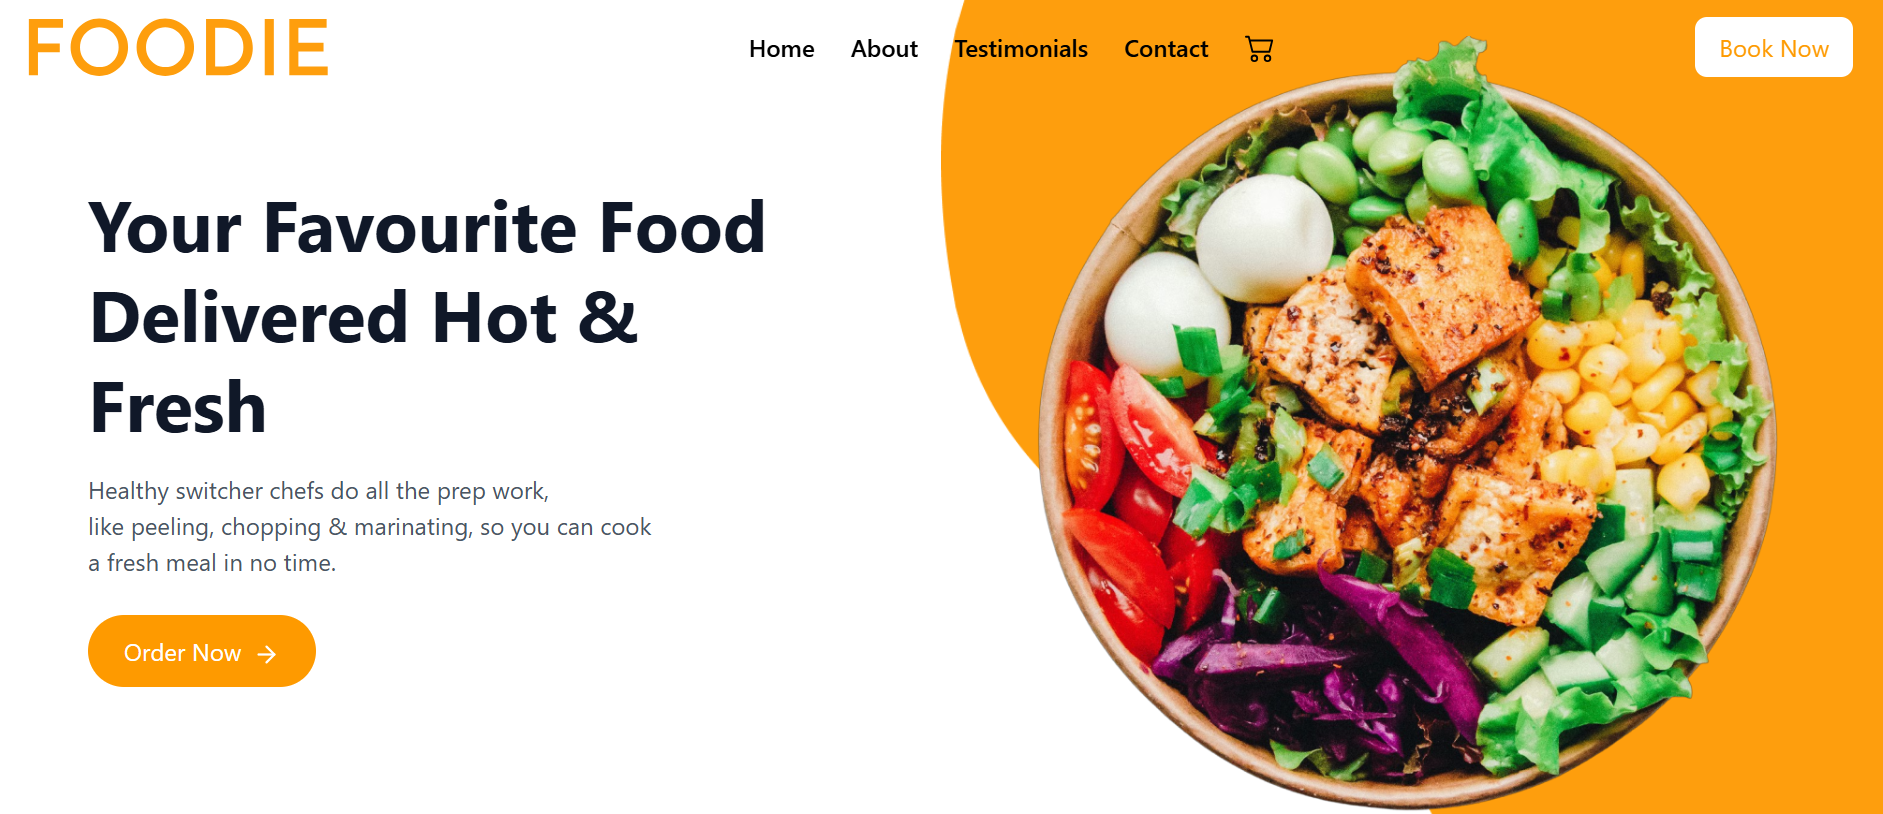 FOODIE
Home About Testimonials Contact
Book Now
Your Favourite Food
Delivered Hot &
Fresh
Healthy switcher chefs do all the prep work,
like peeling, chopping & marinating, so you can cook
a fresh meal in no time.
Order Now